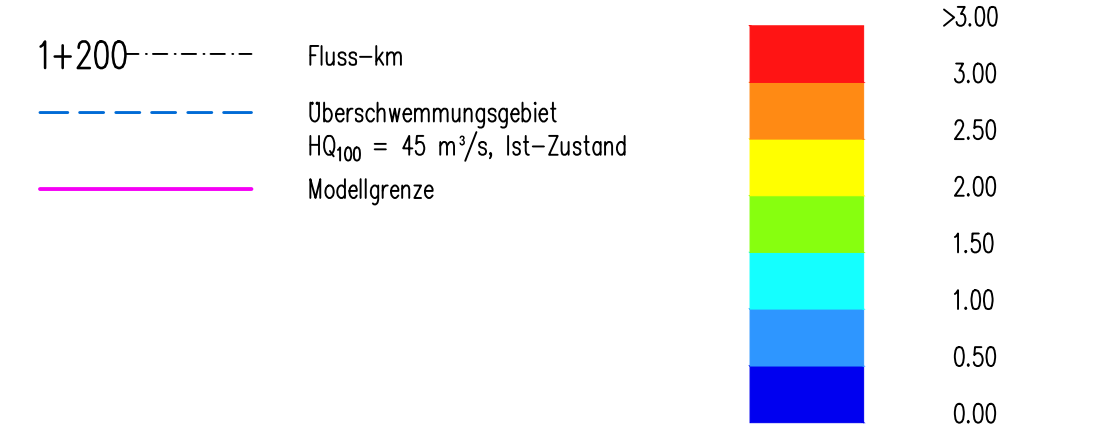 1+200
Fluss-km
Überschwemmungsgebiet
HQ₁₀₀ = 45 m³/s, Ist-Zustand
Modellgrenze
>3.00
3.00
2.50
2.00
1.50
1.00
0.50
0.00